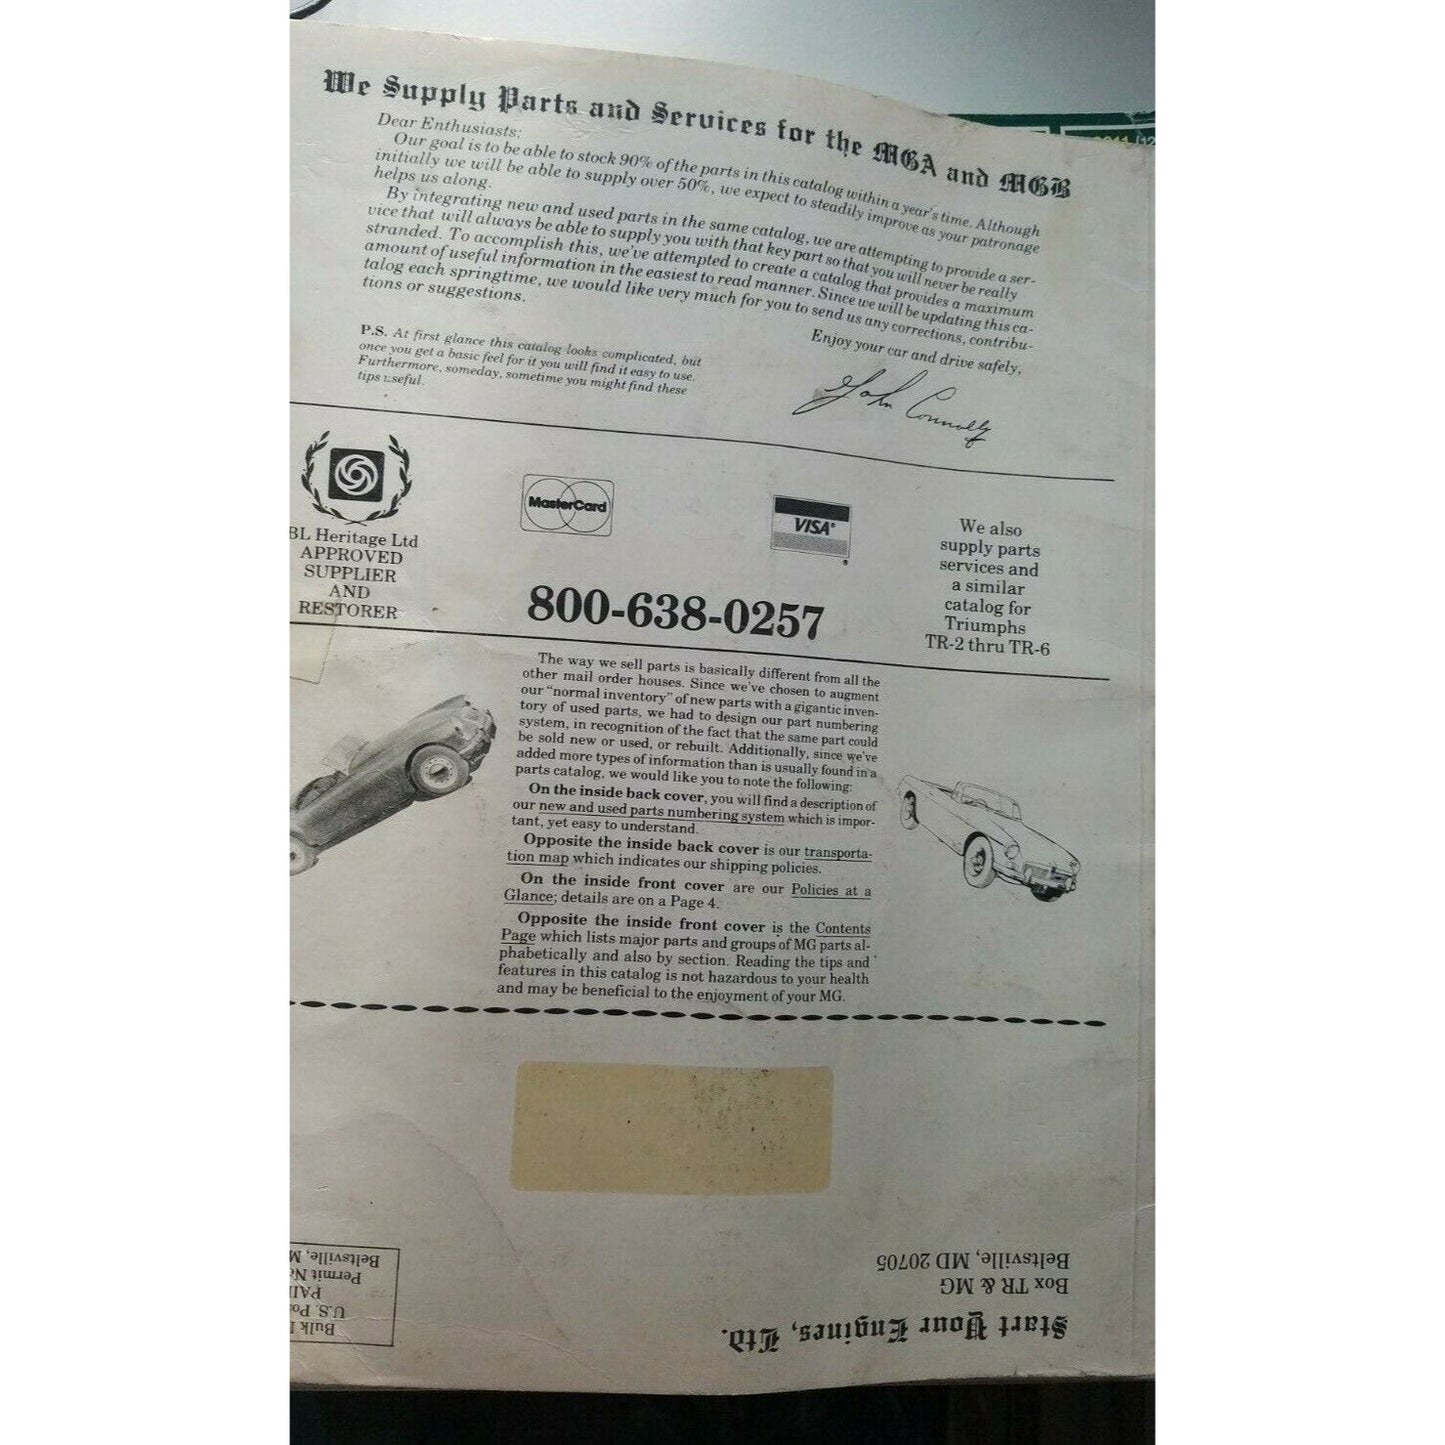 We Supply Parts and Services for the MGA and MGB
Dear Enthusiasts:
Our goal is to be able to stock 90% of the parts in this catalog within a year's time. Although
initially we will be able to supply over 50%, we expect to steadily improve as your patronage
helps us along.
By integrating new and used parts in the same catalog, we are attempting to provide a ser-
vice that will always be able to supply you with that key part so that you will never be really
stranded. To accomplish this, we've attempted to create a catalog that provides a maximum
amount of useful information in the easiest to read manner. Since we will be updating this ca-
talog each springtime, we would like very much for you to send us any corrections, contribu-
tions or suggestions.
Enjoy your car and drive safely,
John Connolly
P.S. At first glance this catalog looks complicated, but
once you get a basic feel for it you will find it easy to use.
Furthermore, someday, sometime you might find these
tips useful.
BL Heritage Ltd
APPROVED
SUPPLIER
AND
RESTORER
MasterCard
VISA®
800-638-0257
We also
supply parts
services and
a similar
catalog for
Triumphs
TR-2 thru TR-6
The way we sell parts is basically different from all the
other mail order houses. Since we've chosen to augment
our "normal inventory" of new parts with a gigantic inven-
tory of used parts, we had to design our part numbering
system, in recognition of the fact that the same part could
be sold new or used, or rebuilt. Additionally, since we've
added more types of information than is usually found in a
parts catalog, we would like you to note the following:
On the inside back cover, you will find a description of
our new and used parts numbering system which is impor-
tant, yet easy to understand.
Opposite the inside back cover is our transporta-
tion map which indicates our shipping policies.
On the inside front cover are our Policies at a
Glance; details are on a Page 4.
Opposite the inside front cover is the Contents
Page which lists major parts and groups of MG parts al-
phabetically and also by section. Reading the tips and
features in this catalog is not hazardous to your health
and may be beneficial to the enjoyment of your MG.
Start Your Engines, Ltd.
Box TR & MG
Beltsville, MD 20705
Bulk
U.S. Po
PAI
Permit N
Beltsville, M